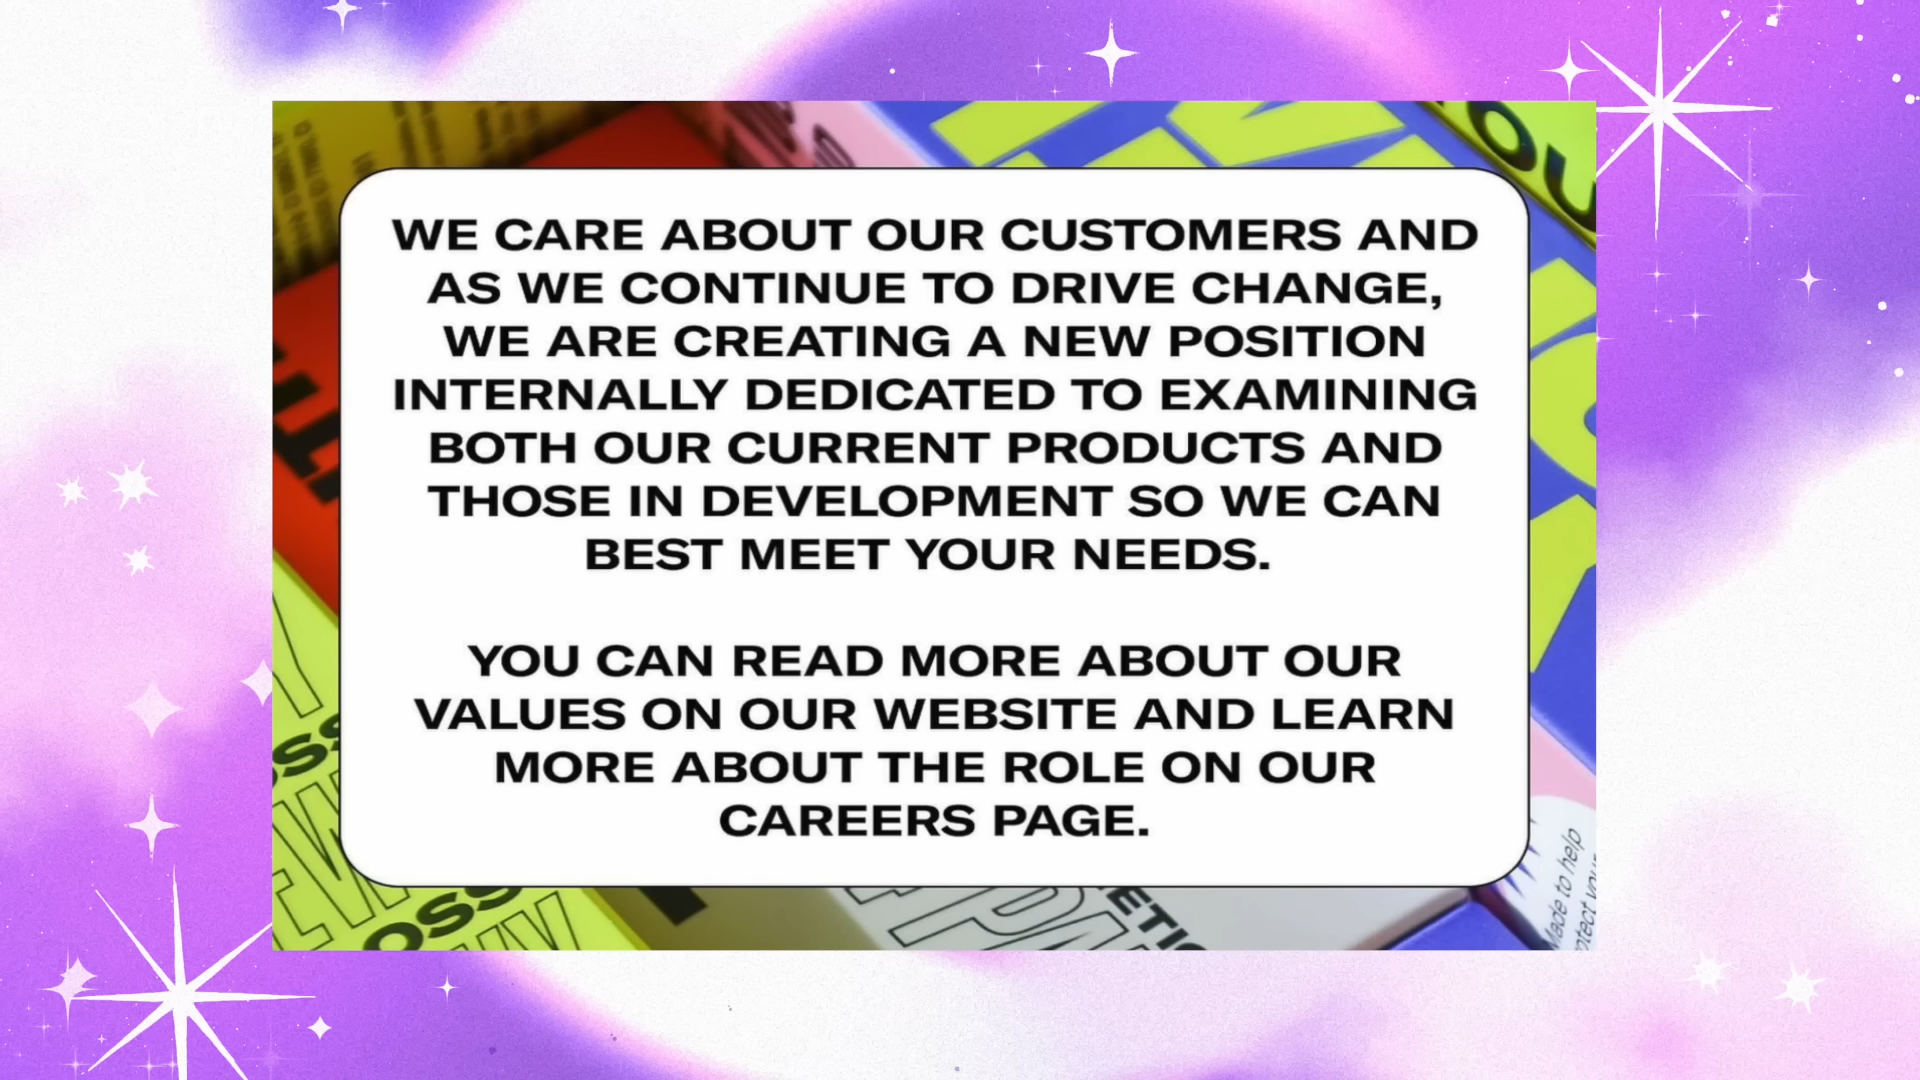 WE CARE ABOUT OUR CUSTOMERS AND
AS WE CONTINUE TO DRIVE CHANGE,
WE ARE CREATING A NEW POSITION
INTERNALLY DEDICATED TO EXAMINING
BOTH OUR CURRENT PRODUCTS AND
THOSE IN DEVELOPMENT SO WE CAN
BEST MEET YOUR NEEDS.
YOU CAN READ MORE ABOUT OUR
VALUES ON OUR WEBSITE AND LEARN
MORE ABOUT THE ROLE ON OUR
CAREERS PAGE.
Made to help